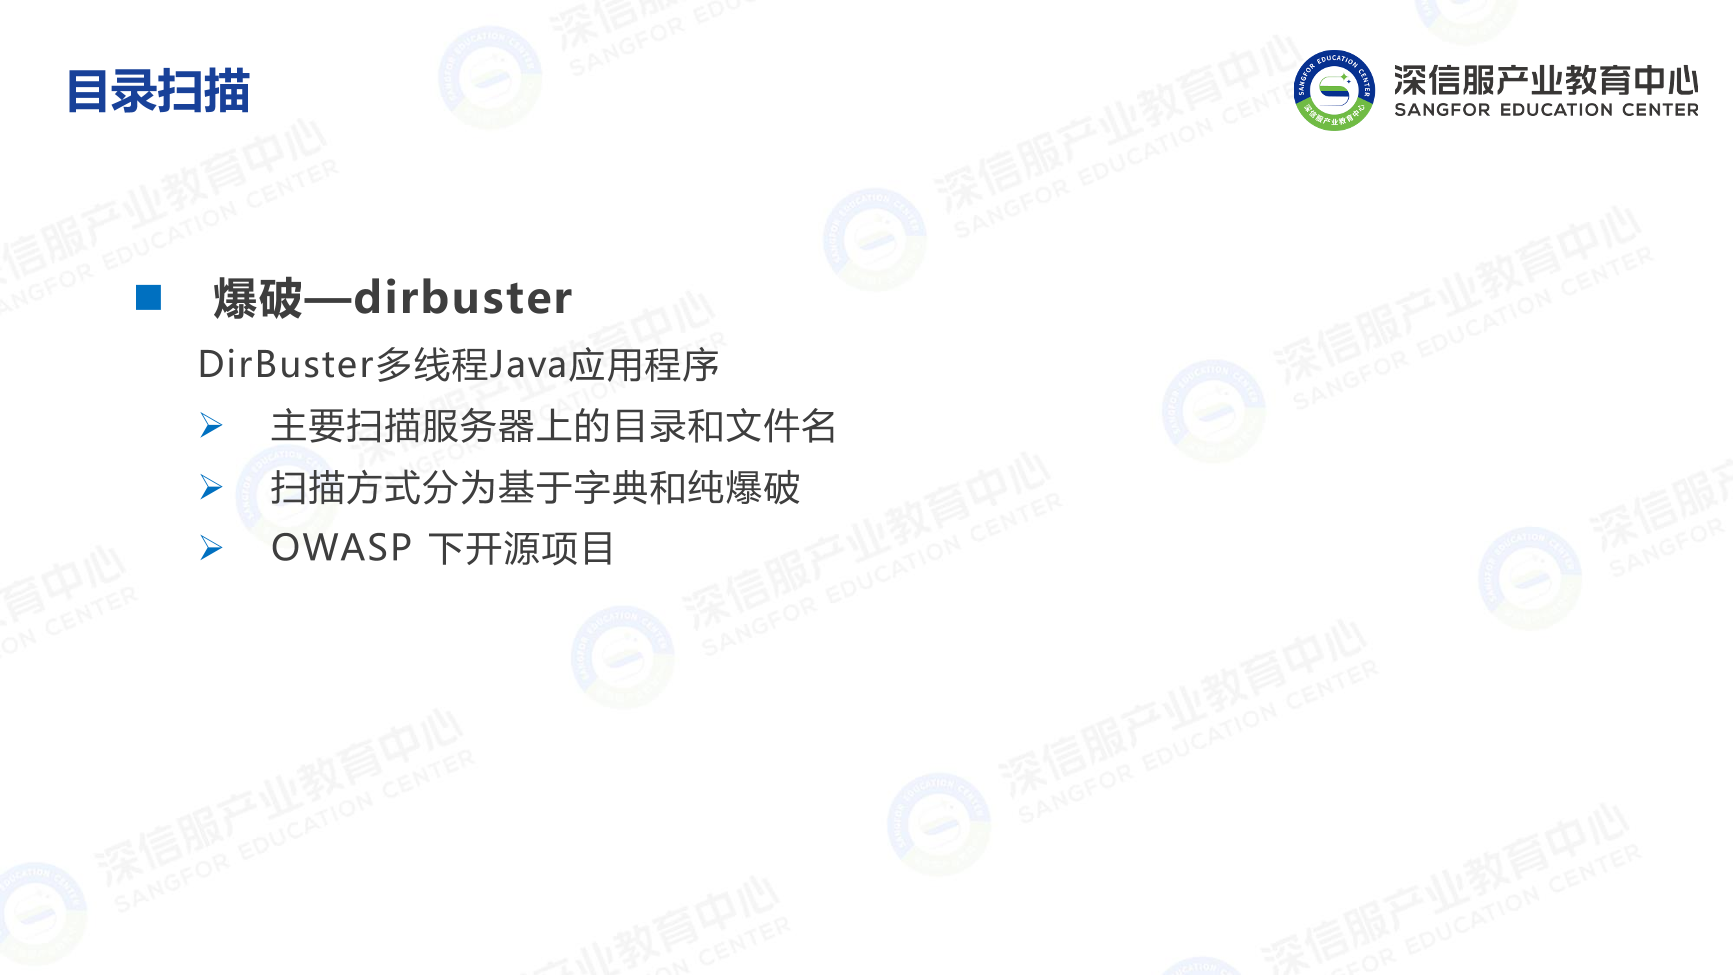 目录扫描
深信服产业教育中心
SANGFOR EDUCATION CENTER
爆破—dirbuster
DirBuster多线程Java应用程序
主要扫描服务器上的目录和文件名
扫描方式分为基于字典和纯爆破
OWASP 下开源项目